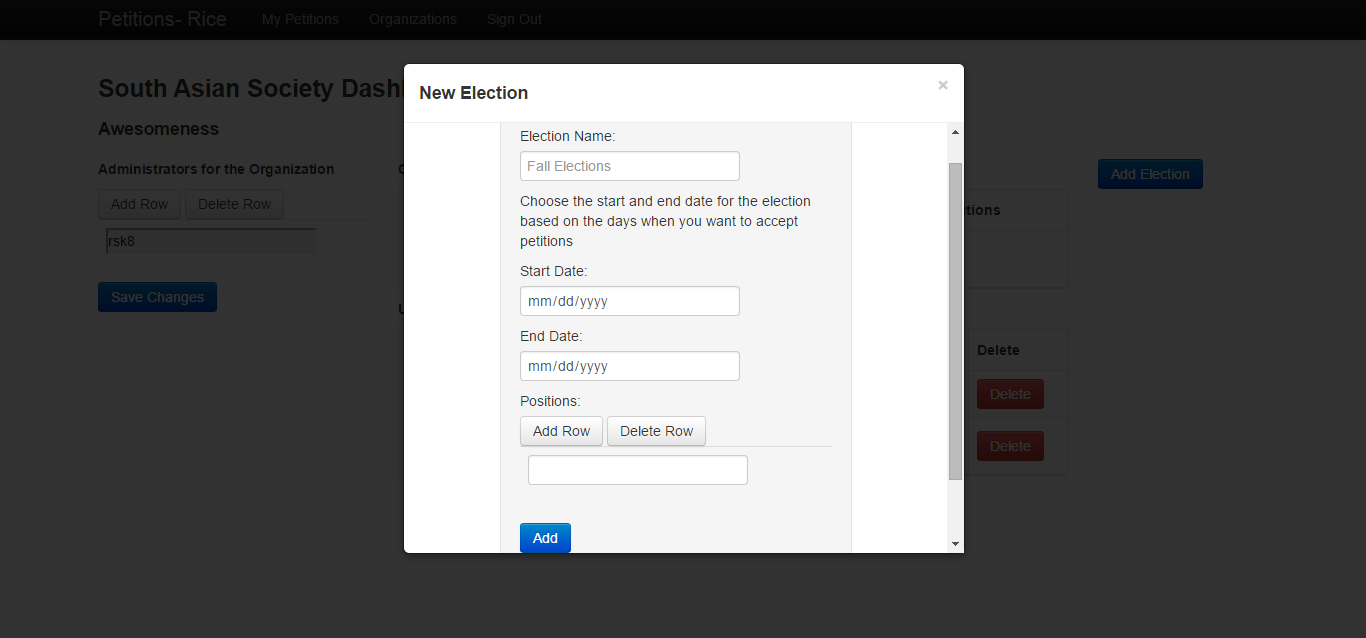 Petitions- Rice My Petitions Organizations Sign Out
South Asian Society Dash
Awesomeness
Administrators for the Organization
Add Row Delete Row
rsk8
Save Changes
New Election
×
Election Name:
Fall Elections
Choose the start and end date for the election
based on the days when you want to accept
petitions
Start Date:
mm/dd/yyyy
End Date:
mm/dd/yyyy
Positions:
Add Row Delete Row
Add
Add Election
tions
Delete
Delete
Delete